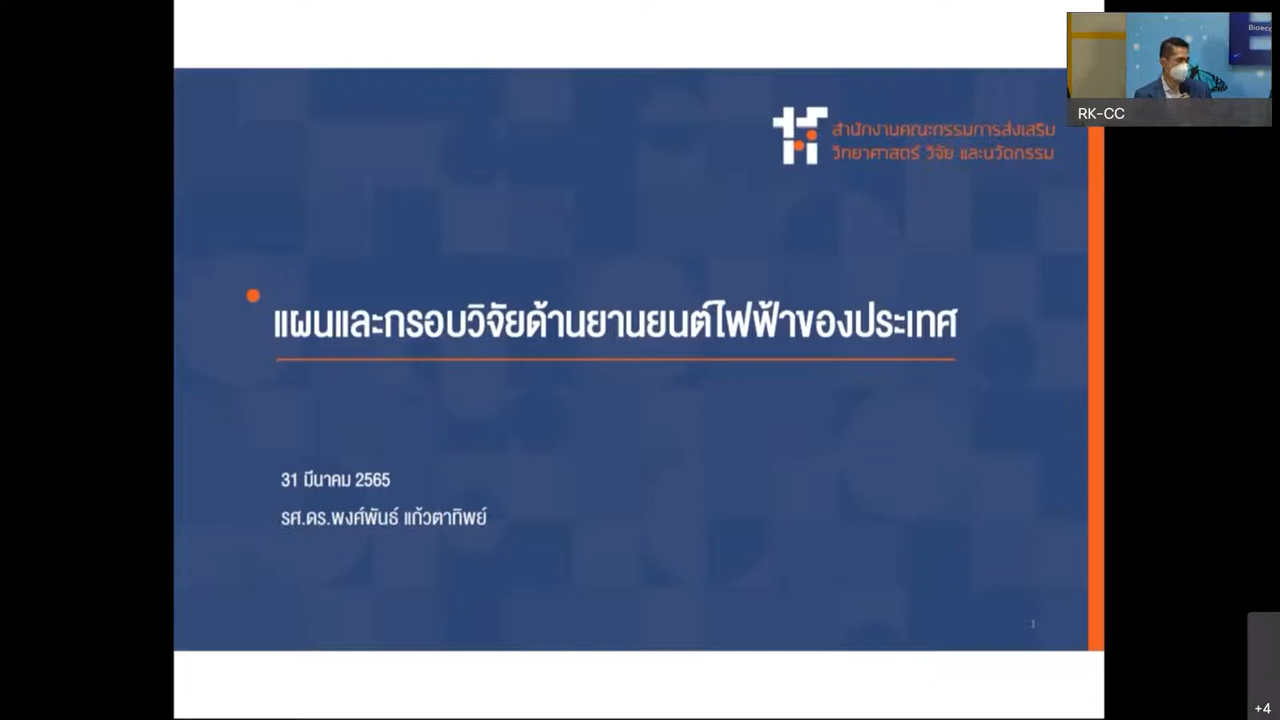 สำนักงานคณะกรรมการส่งเสริม
วิทยาศาสตร์ วิจัย และนวัตกรรม
Bioeco
RK-CC
แผนและกรอบวิจัยด้านยานยนต์ไฟฟ้าของประเทศ
31 มีนาคม 2565
รศ.ดร.พงศ์พันธ์ แก้วตาทิพย์
1
+4